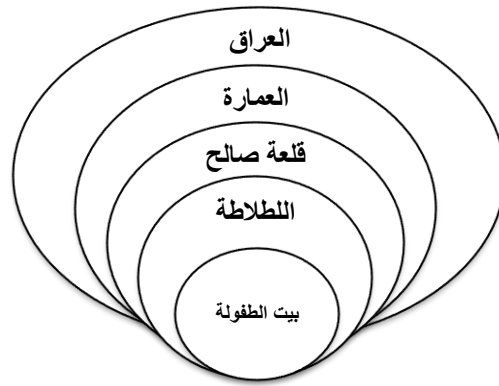 العراق
العمارة
قلعة صالح
اللطلاطة
بيت الطفولة